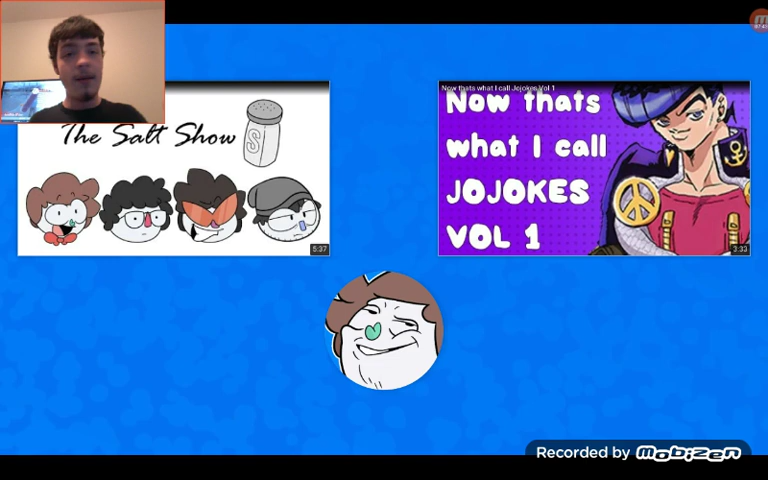 The Salt Show
S
5:37
Now thats what I call Jojokes Vol 1
Now thats
what I call
JOJOKES
VOL 1
3:33
Recorded by mobizen